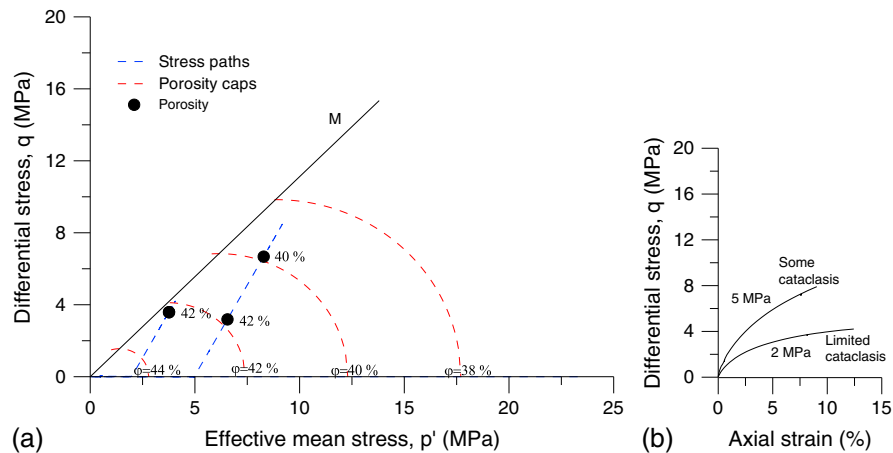 20
16
12
8
4
0
Differential stress, q (MPa)
Stress paths
Porosity caps
Porosity
M
40 %
42 %
42 %
φ=44 %
φ=42 %
φ=40 %
φ=38 %
0
5
10
15
20
25
(a)
Effective mean stress, p' (MPa)
20
16
12
8
4
0
Differential stress, q (MPa)
Some
cataclasis
5 MPa
2 MPa
Limited
cataclasis
0
5
10
15
(b)
Axial strain (%)